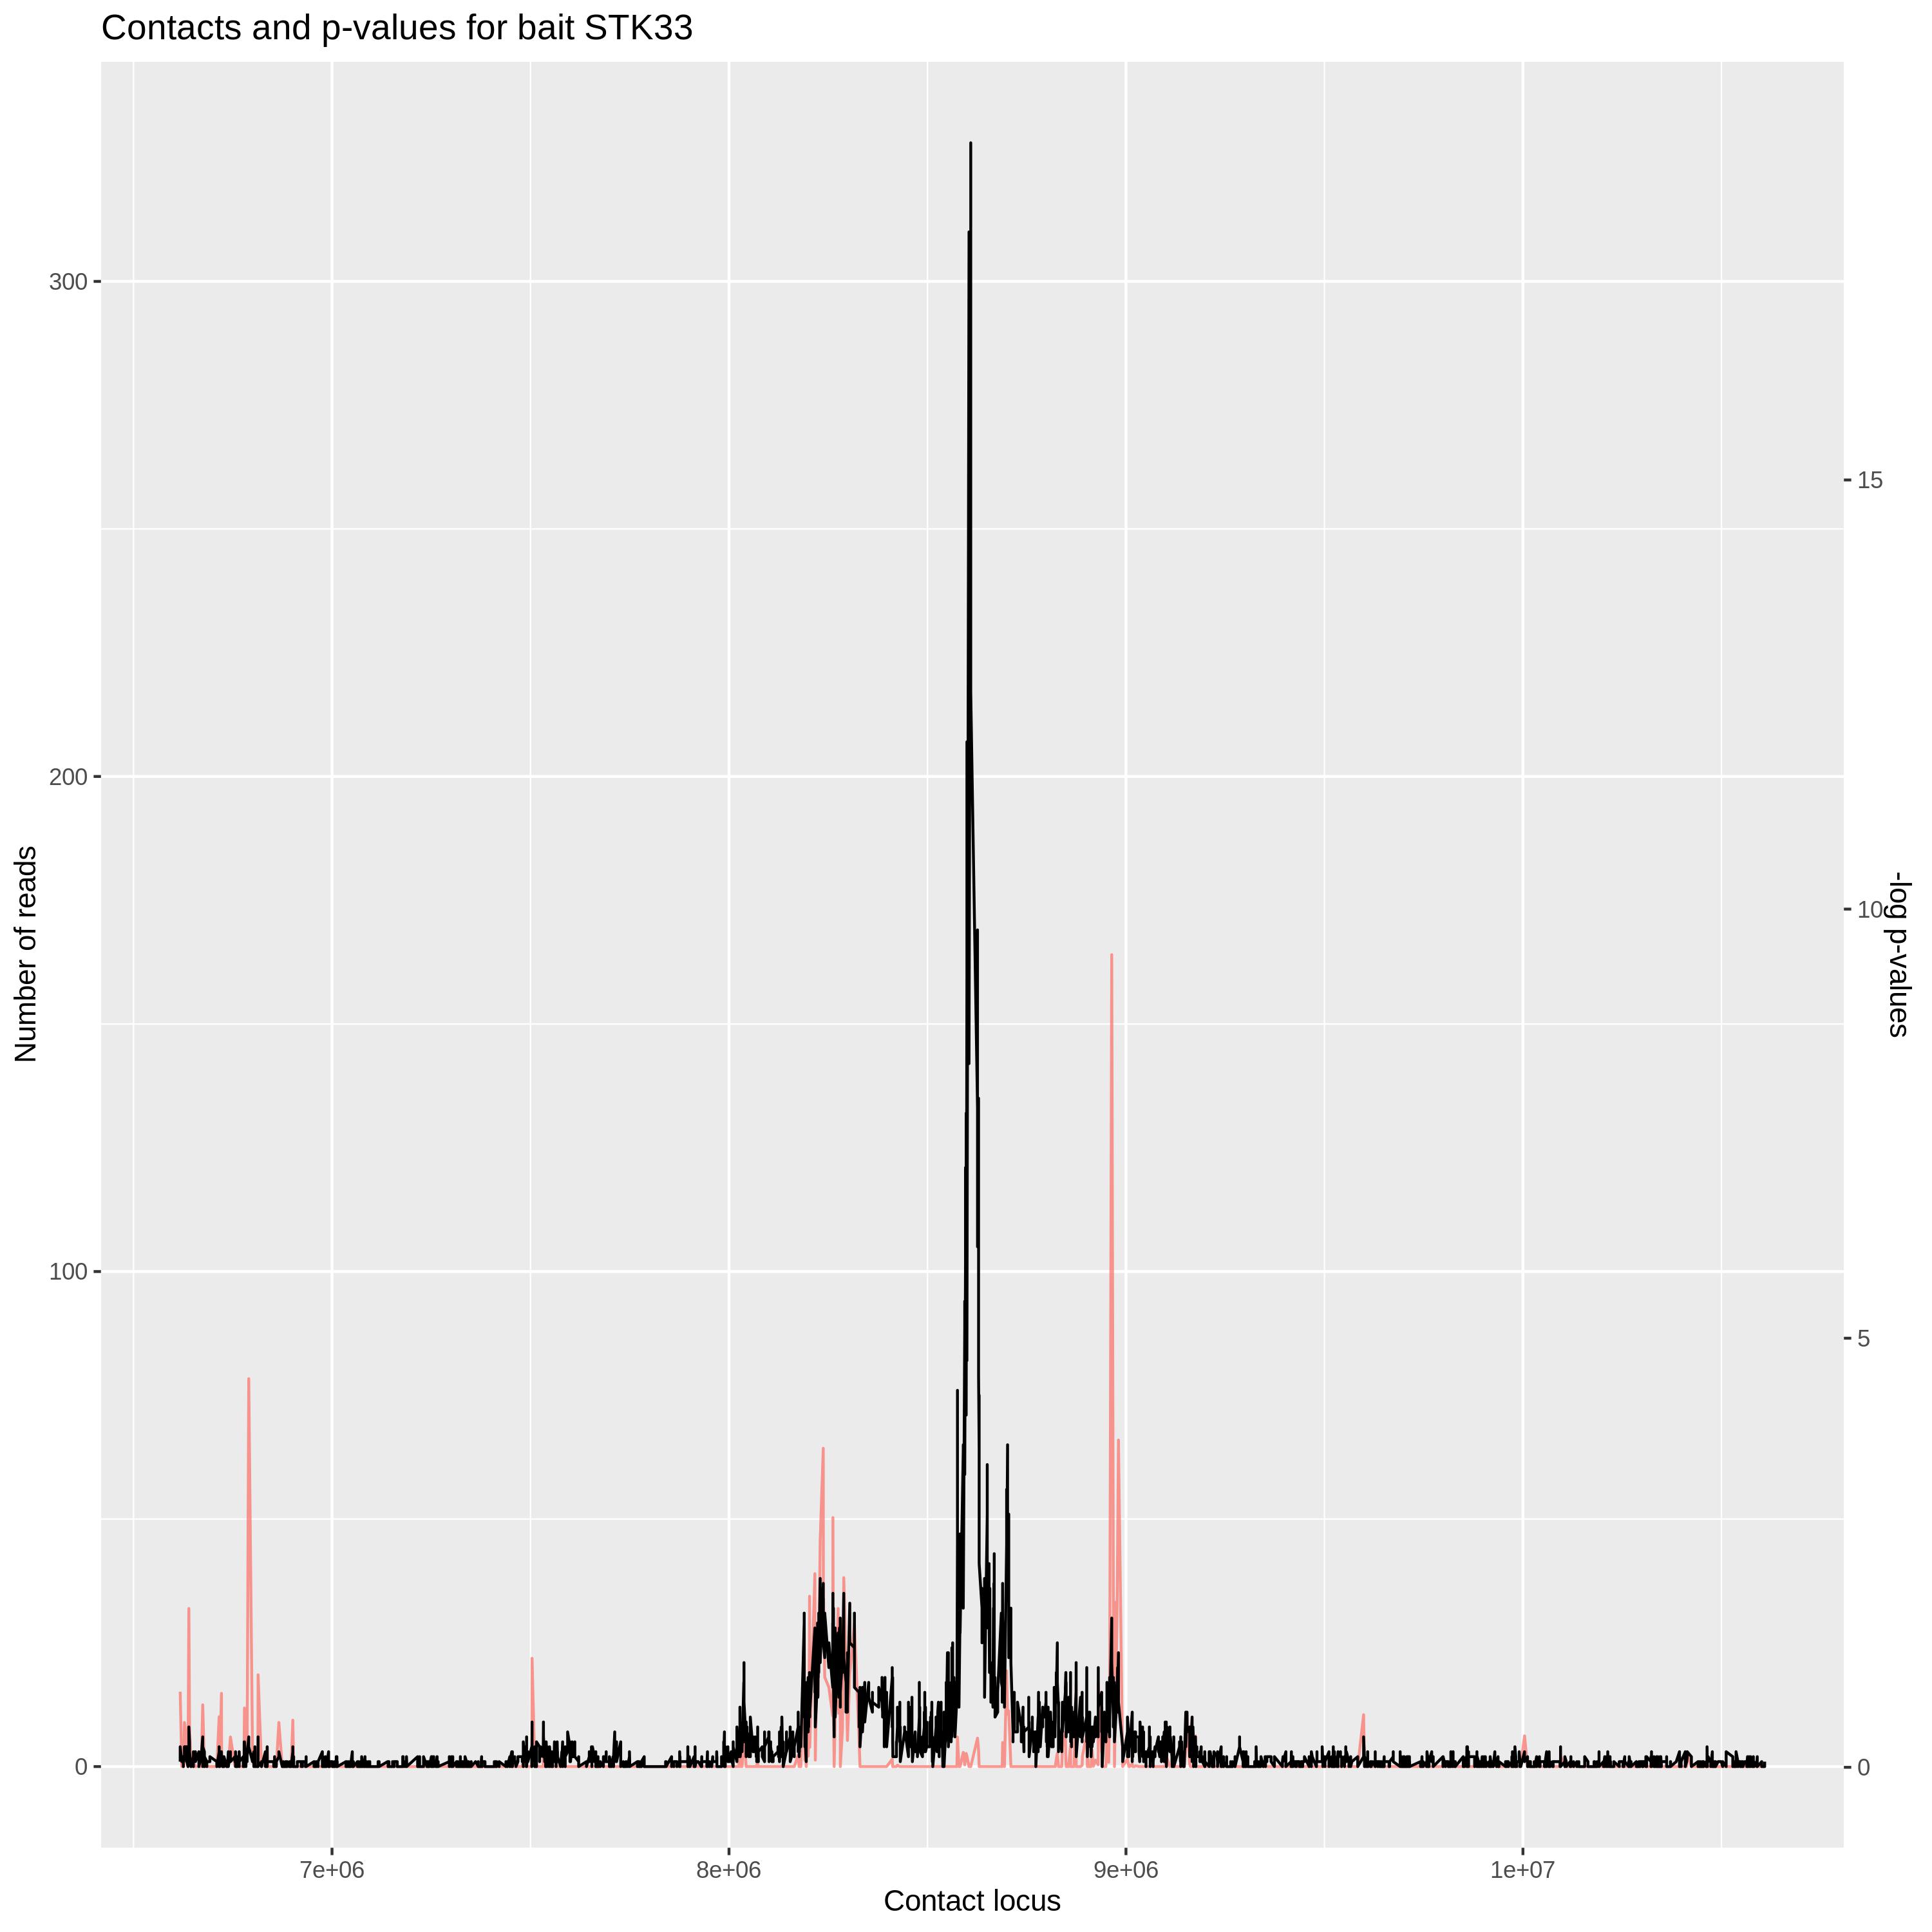 Contacts and p-values for bait STK33
300
200
100
0
Number of reads
15
10
5
0
-log p-values
7e+06
8e+06
9e+06
1e+07
Contact locus